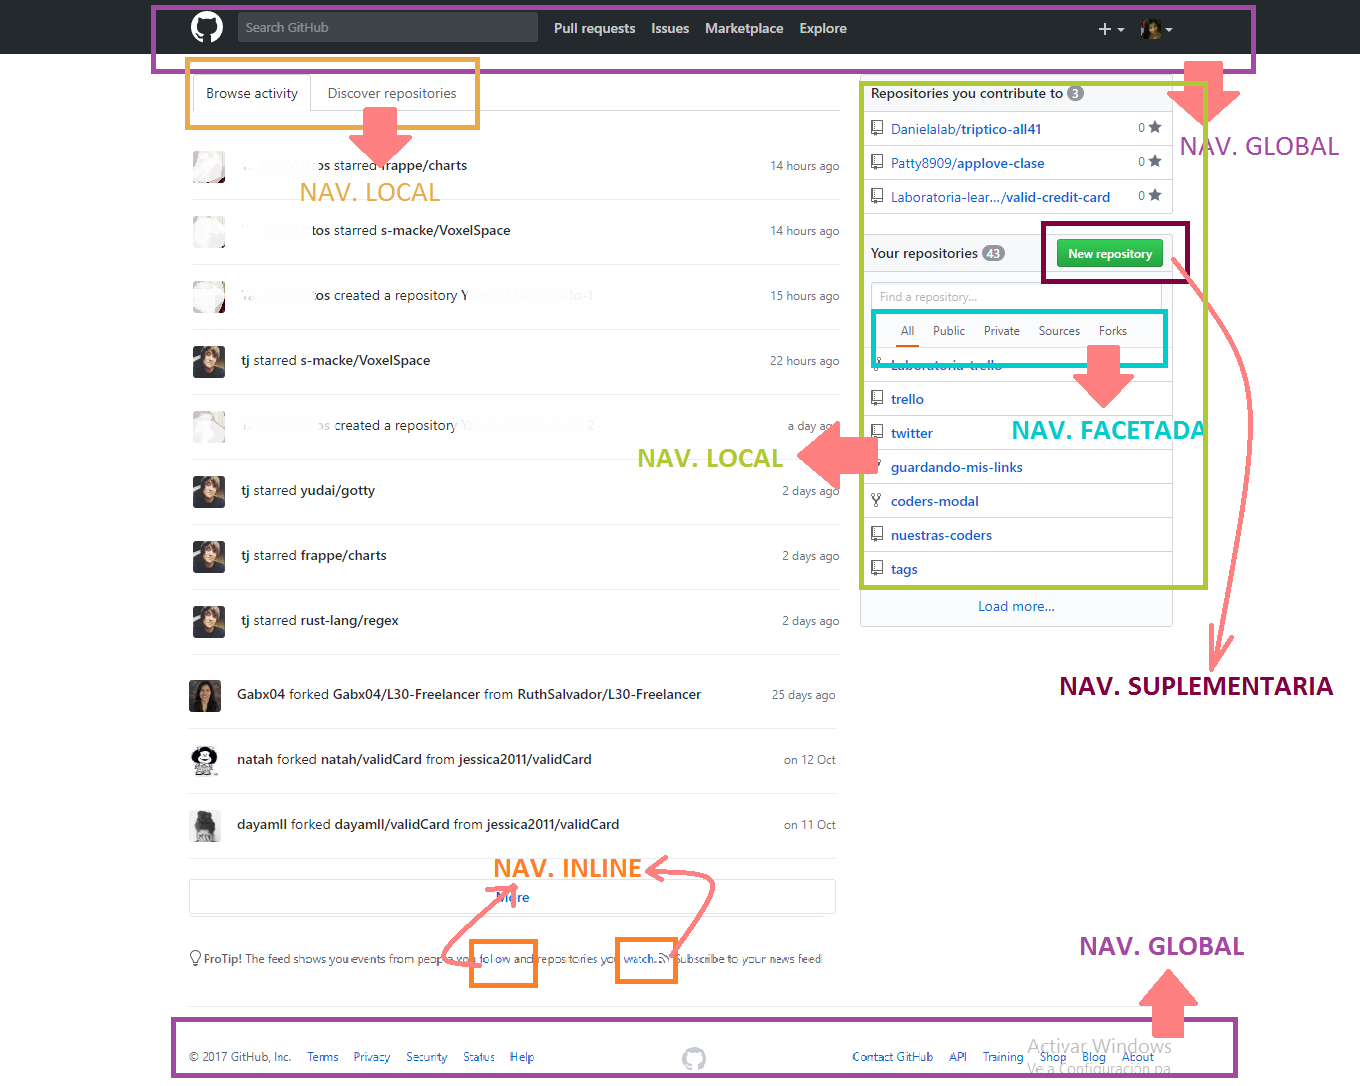 Search GitHub
Pull requests Issues Marketplace Explore
Browse activity Discover repositories
NAV. LOCAL
tos starred frappe/charts 14 hours ago
tos starred s-macke/VoxelSpace 14 hours ago
tos created a repository 15 hours ago
tj starred s-macke/VoxelSpace 22 hours ago
os created a repository a day ago
tj starred yudai/gotty 2 days ago
tj starred frappe/charts 2 days ago
tj starred rust-lang/regex 2 days ago
Gabx04 forked Gabx04/L30-Freelancer from RuthSalvador/L30-Freelancer 25 days ago
natah forked natah/validCard from jessica2011/validCard on 12 Oct
dayamll forked dayamll/validCard from jessica2011/validCard on 11 Oct
NAV. INLINE
More
ProTip! The feed shows you events from people you follow and repositories you watch. Subscribe to your news feed
Repositories you contribute to 3
NAV. GLOBAL
Danielalab/triptico-all41 0
Patty8909/applove-clase 0
Laboratoria-lear…/valid-credit-card 0
Your repositories 43
New repository
Find a repository…
All Public Private Sources Forks
Laboratoria-trello
trello
NAV. FACETADA
twitter
NAV. LOCAL
guardando-mis-links
coders-modal
nuestras-coders
tags
Load more…
NAV. SUPLEMENTARIA
NAV. GLOBAL
© 2017 GitHub, Inc. Terms Privacy Security Status Help
Contact GitHub API Training Shop Blog About
Activar Windows
Ve a Configuración pa